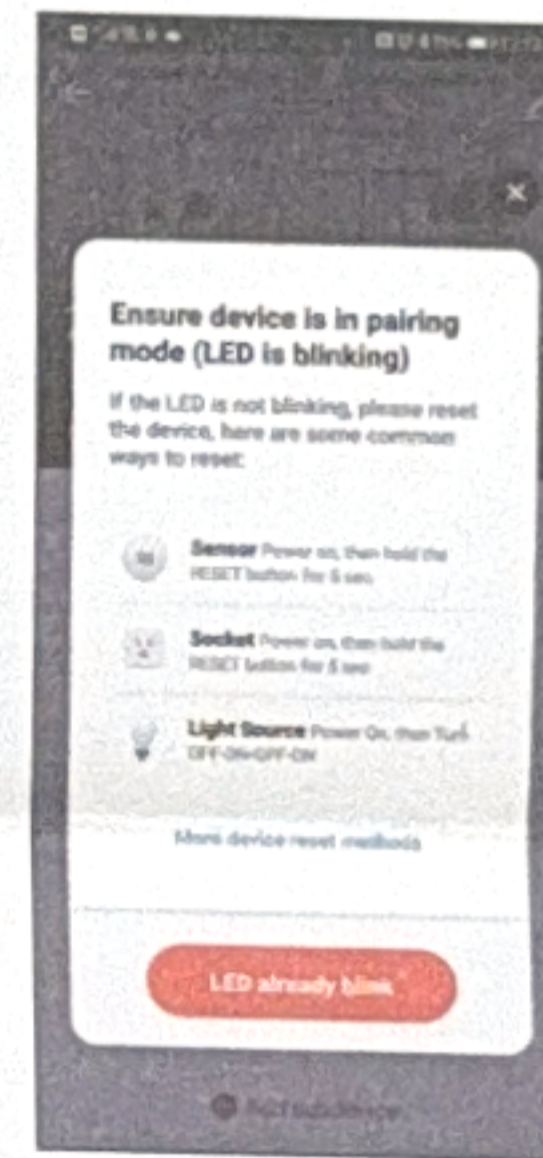 Ensure device is in pairing
mode (LED is blinking)
If the LED is not blinking, please reset
the device, here are some common
ways to reset:
Sensor Power on, then hold the
RESET button for 5 sec
Socket Power on, then hold the
RESET button for 5 sec
Light Source Power On, then Turn
OFF-ON-OFF-ON
More device reset methods
LED already blink